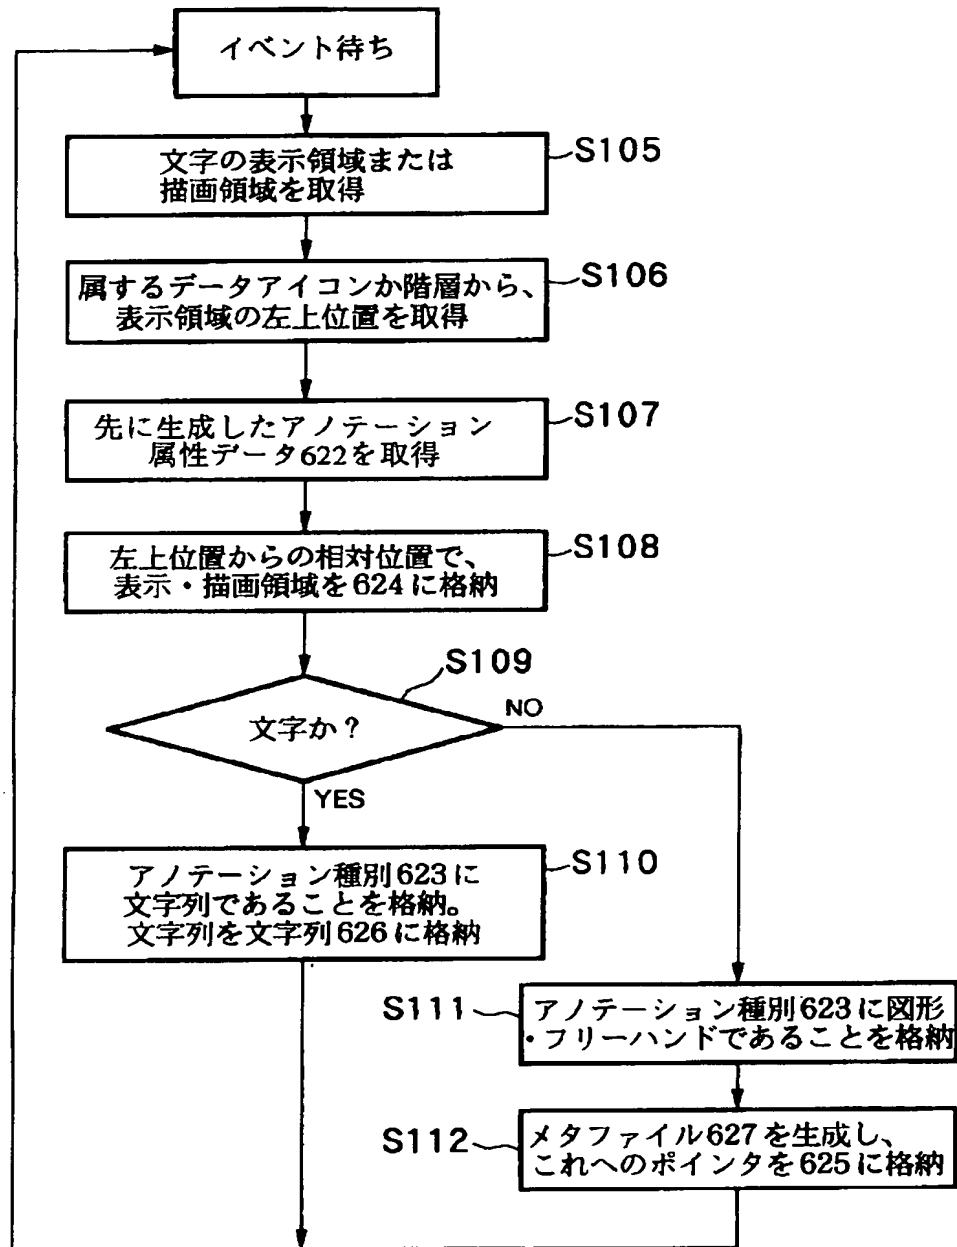 イベント待ち
S105
文字の表示領域または
描画領域を取得
S106
属するデータアイコンか階層から、
表示領域の左上位置を取得
S107
先に生成したアノテーション
属性データ622を取得
S108
左上位置からの相対位置で、
表示・描画領域を624に格納
S109
文字か？
NO
YES
S110
アノテーション種別623に
文字列であることを格納。
文字列を文字列626に格納
S111
アノテーション種別623に図形
・フリーハンドであることを格納
S112
メタファイル627を生成し、
これへのポインタを625に格納